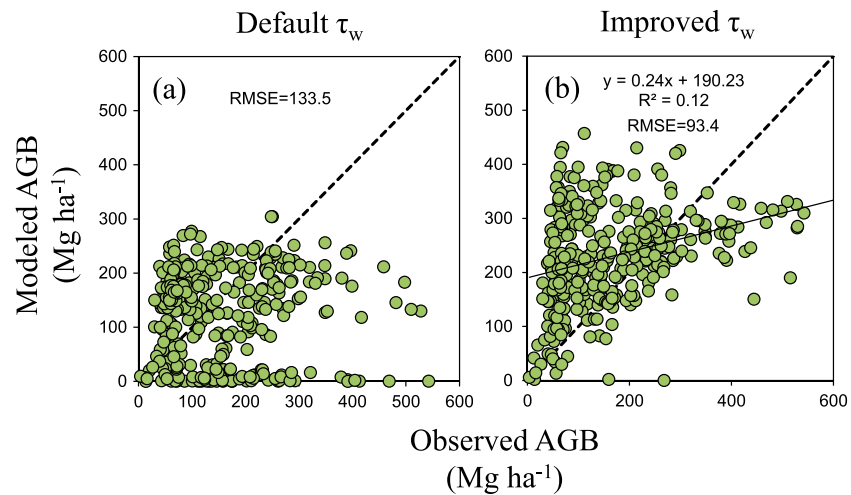 Default τw
Improved τw
(a)
RMSE=133.5
(b)
y = 0.24x + 190.23
R² = 0.12
RMSE=93.4
Modeled AGB
(Mg ha⁻¹)
600
500
400
300
200
100
0
600
500
400
300
200
100
0
0 100 200 300 400 500 600
0 200 400 600
Observed AGB
(Mg ha⁻¹)